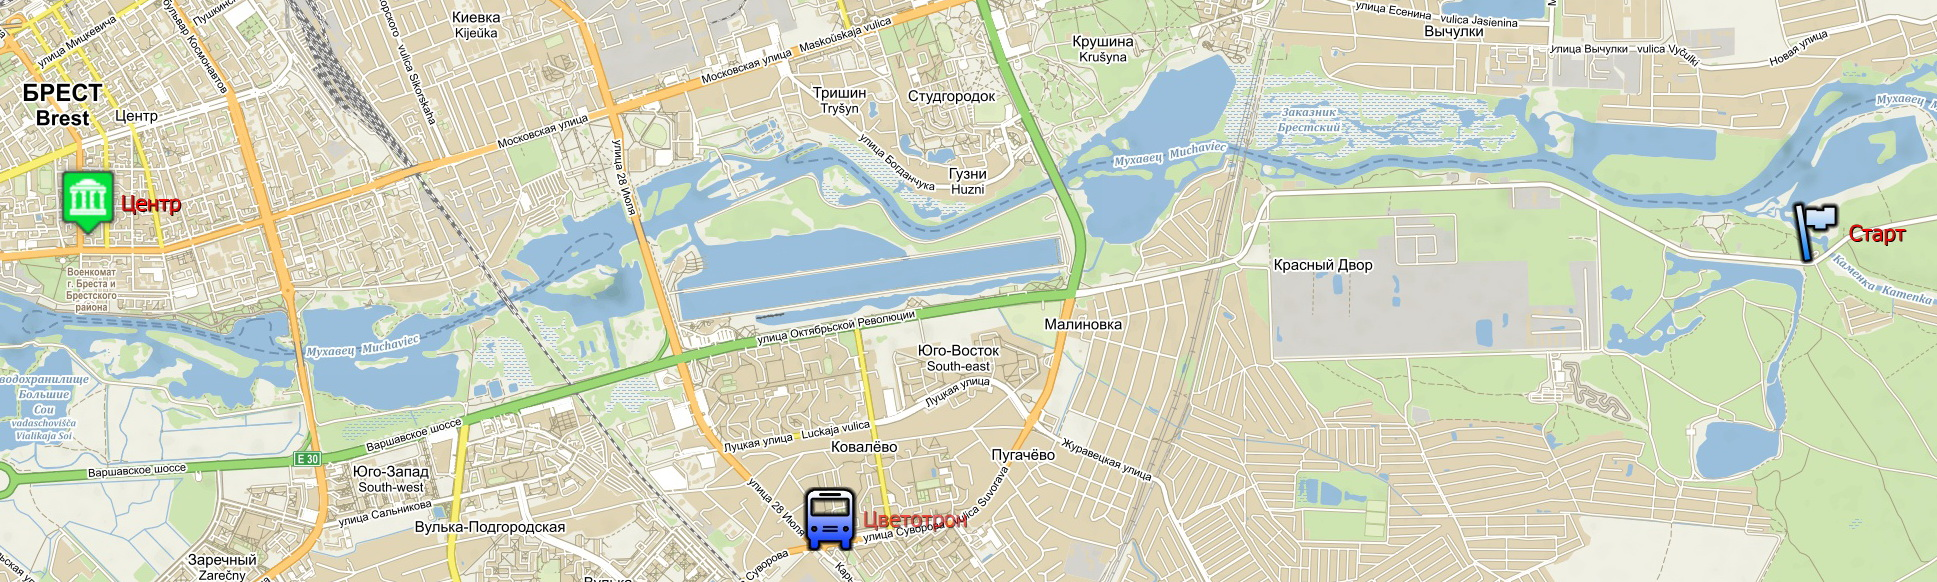 Киевка
Kijeŭka
улица Мицкевича
бульвар Космонавтов
vulica Sikorskaha
БРЕСТ
Brest
Центр
Центр
Военкомат
г. Бреста и
Брестского
района
Московская улица
Московская улица Maskoŭskaja vulica
улица 28 Июля
Тришин
Tryšyn
Студгородок
Крушина
Krušyna
улица Богданчука
Гузни
Huzni
Мухавец Muchaviec
Заказник
Брестский
улица Есенина vulica Jasienina
Вычулки
улица Вычулки vulica Vyčulki
Новая улица
Мухавец
Старт
Каменка Kamenka
Красный Двор
Малиновка
улица Октябрьской Революции
Юго-Восток
South-east
Луцкая улица
Луцкая улица Luckaja vulica
Ковалёво
Пугачёво
Журавецкая улица
Мухавец Muchaviec
водохранилище
Большие
Сои
vadaschovišča
Vialikaja Soi
Варшавское шоссе
Варшавское шоссе
E 30
Юго-Запад
South-west
улица Сальникова
Вулька-Подгородская
Заречный
Zarečny
улица 28 Июля
Цветотрон
улица Суворова vulica Suvorava
Суворова